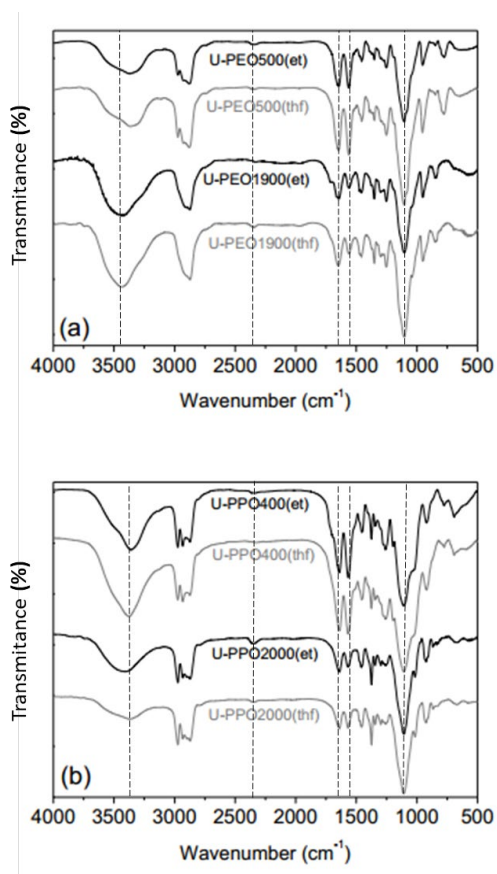 Transmitance (%)
U-PEO500(et)
U-PEO500(thf)
U-PEO1900(et)
U-PEO1900(thf)
(a)
4000 3500 3000 2500 2000 1500 1000 500
Wavenumber (cm⁻¹)
Transmitance (%)
U-PPO400(et)
U-PPO400(thf)
U-PPO2000(et)
U-PPO2000(thf)
(b)
4000 3500 3000 2500 2000 1500 1000 500
Wavenumber (cm⁻¹)